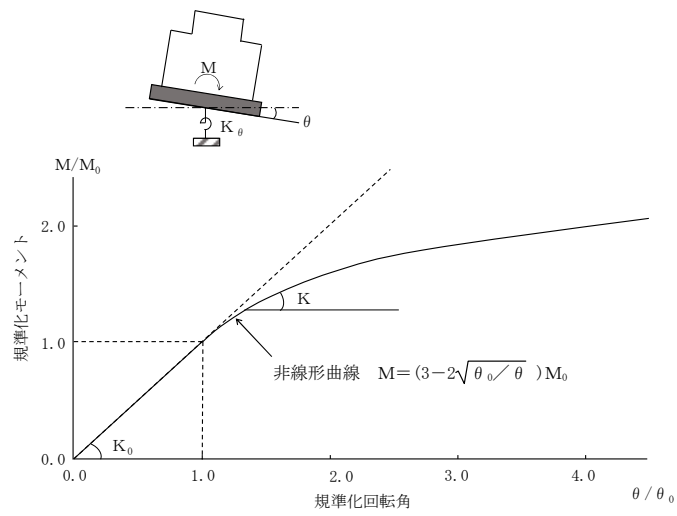 M
θ
K θ
M/M₀
2.0
1.0
0.0
規準化モーメント
K
非線形曲線 M=(3−2√θ₀/θ )M₀
K₀
0.0
1.0
2.0
3.0
4.0
θ/θ₀
規準化回転角